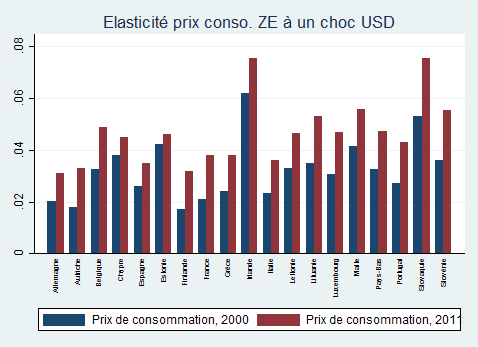 Elasticité prix conso. ZE à un choc USD
.08
.06
.04
.02
0
Allemagne
Autriche
Belgique
Chypre
Espagne
Estonie
Finlande
France
Grèce
Irlande
Italie
Lettonie
Lituanie
Luxembourg
Malte
Pays-Bas
Portugal
Slovaquie
Slovénie
Prix de consommation, 2000
Prix de consommation, 2011